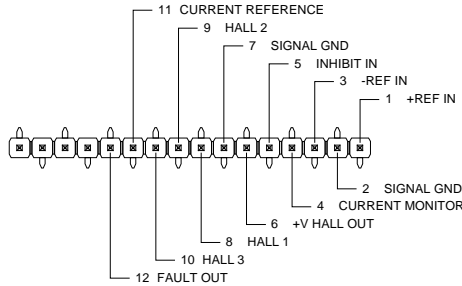 11 CURRENT REFERENCE
9 HALL 2
7 SIGNAL GND
5 INHIBIT IN
3 -REF IN
1 +REF IN
2 SIGNAL GND
4 CURRENT MONITOR
6 +V HALL OUT
8 HALL 1
10 HALL 3
12 FAULT OUT